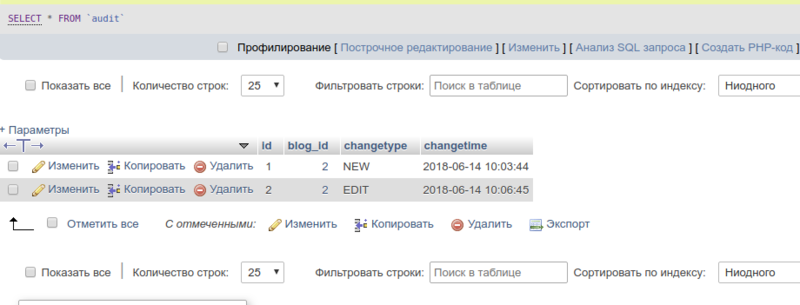 SELECT * FROM `audit`
Профилирование [ Построчное редактирование ] [ Изменить ] [ Анализ SQL запроса ] [ Создать PHP-код ]
Показать все | Количество строк: 25 Фильтровать строки: Поиск в таблице Сортировать по индексу: Ниодного
+ Параметры
←T→ id blog_id changetype changetime
Изменить Копировать Удалить 1 2 NEW 2018-06-14 10:03:44
Изменить Копировать Удалить 2 2 EDIT 2018-06-14 10:06:45
Отметить все С отмеченными: Изменить Копировать Удалить Экспорт
Показать все | Количество строк: 25 Фильтровать строки: Поиск в таблице Сортировать по индексу: Ниодного